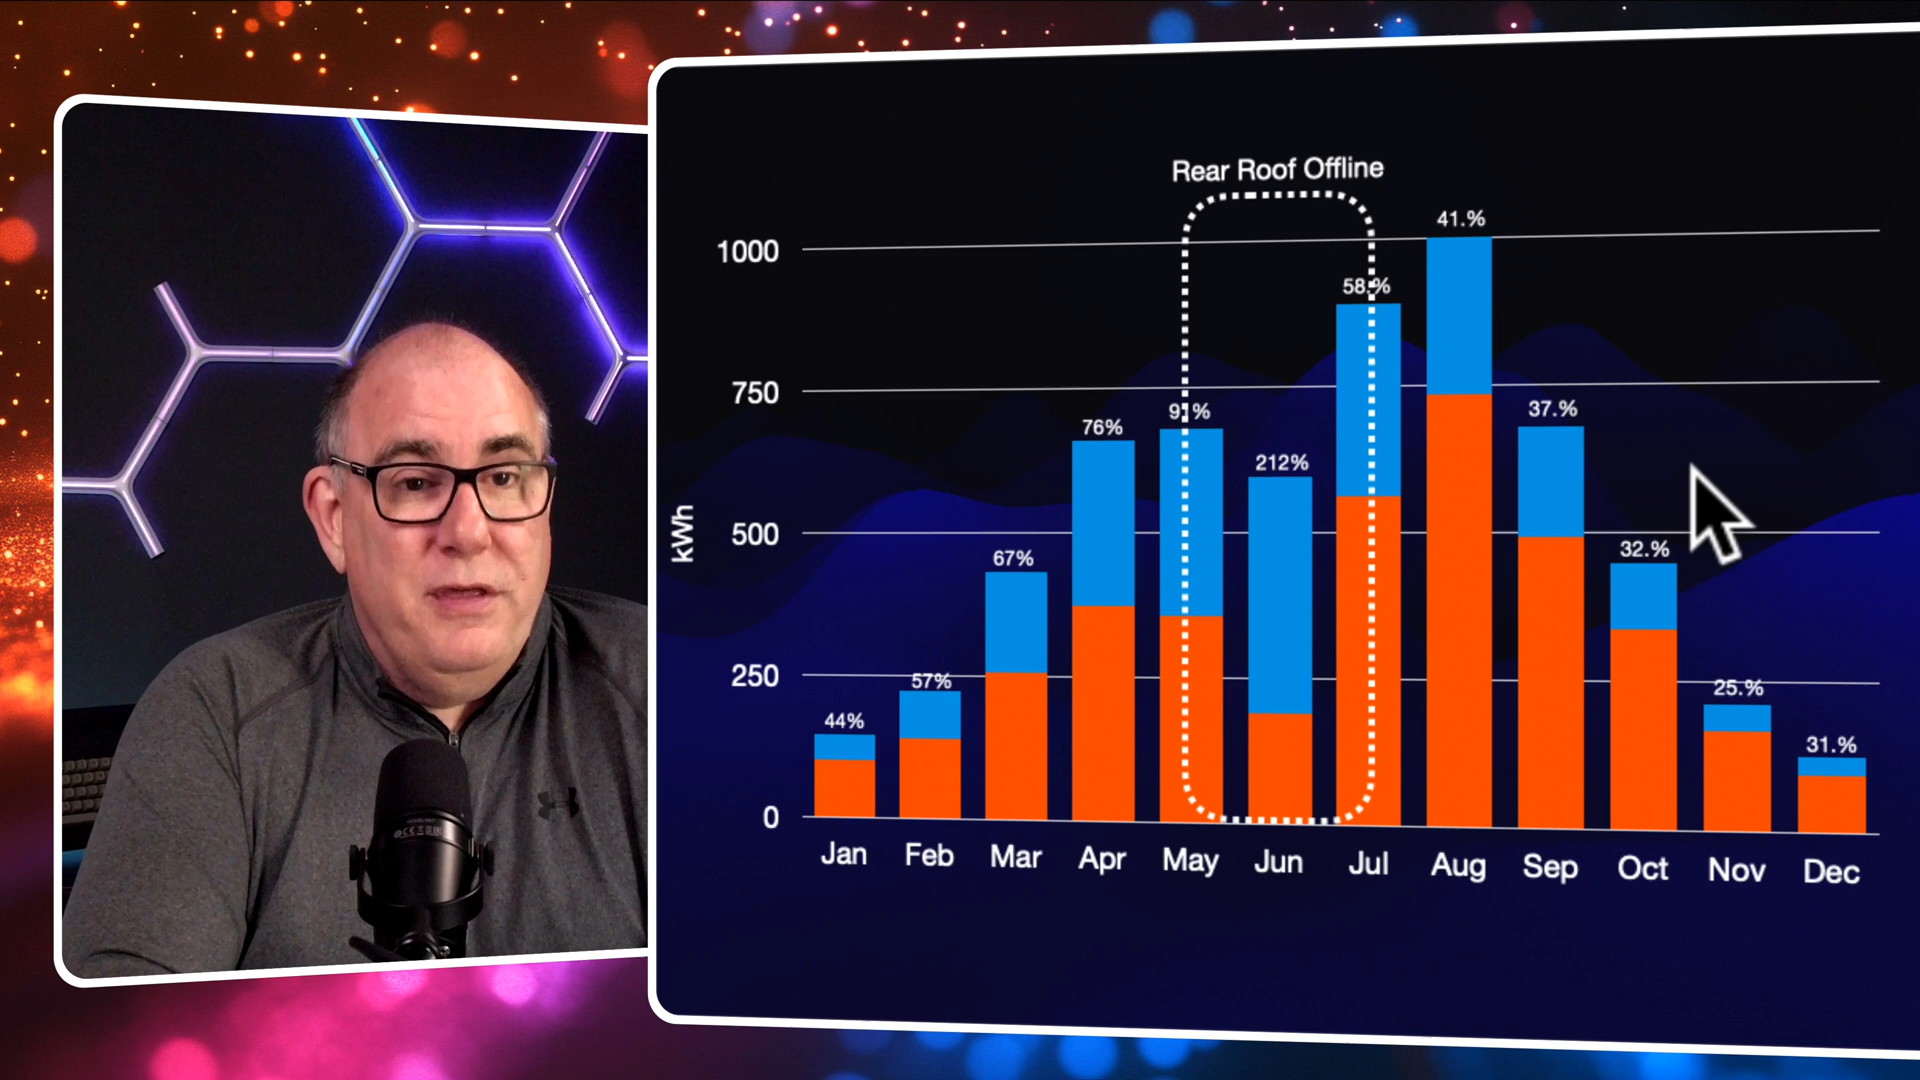 Rear Roof Offline
kWh
1000
750
500
250
0
44%
57%
67%
76%
91%
212%
58.%
41.%
37.%
32.%
25.%
31.%
Jan
Feb
Mar
Apr
May
Jun
Jul
Aug
Sep
Oct
Nov
Dec